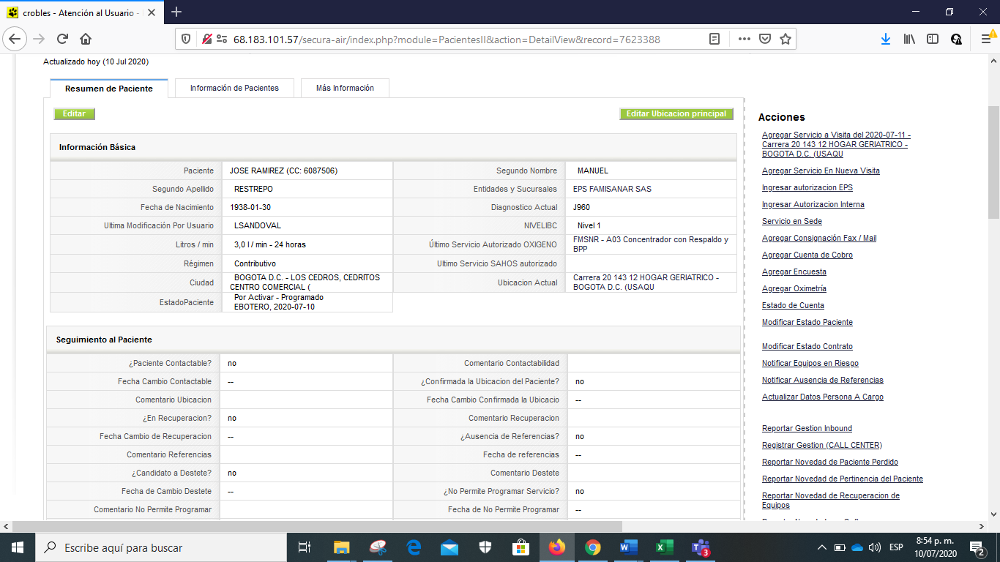 crobles - Atención al Usuario -
68.183.101.57/secura-air/index.php?module=PacientesII&action=DetailView&record=7623388
Actualizado hoy (10 Jul 2020)
Resumen de Paciente
Información de Pacientes
Más Información
Editar
Editar Ubicacion principal
Información Básica
Paciente JOSE RAMIREZ (CC: 6087506) Segundo Nombre MANUEL
Segundo Apellido RESTREPO Entidades y Sucursales EPS FAMISANAR SAS
Fecha de Nacimiento 1938-01-30 Diagnostico Actual J960
Ultima Modificación Por Usuario LSANDOVAL NIVELIBC Nivel 1
Litros / min 3,0 l / min - 24 horas Último Servicio Autorizado OXIGENO FMSNR - A03 Concentrador con Respaldo y
BPP
Régimen Contributivo Ultimo Servicio SAHOS autorizado
Ciudad BOGOTA D.C. - LOS CEDROS, CEDRITOS
CENTRO COMERCIAL (
Ubicacion Actual Carrera 20 143 12 HOGAR GERIATRICO -
BOGOTA D.C. (USAQU
EstadoPaciente Por Activar - Programado
EBOTERO, 2020-07-10
Seguimiento al Paciente
¿Paciente Contactable? no Comentario Contactabilidad
Fecha Cambio Contactable -- ¿Confirmada la Ubicacion del Paciente? no
Comentario Ubicacion Fecha Cambio Confirmada la Ubicacio --
¿En Recuperacion? no Comentario Recuperacion
Fecha Cambio de Recuperacion -- ¿Ausencia de Referencias? no
Comentario Referencias Fecha de referencias --
¿Candidato a Destete? no Comentario Destete
Fecha de Cambio Destete -- ¿No Permite Programar Servicio? no
Comentario No Permite Programar Fecha de No Permite Programar --
Acciones
Agregar Servicio a Visita del 2020-07-11 -
Carrera 20 143 12 HOGAR GERIATRICO -
BOGOTA D.C. (USAQU
Agregar Servicio En Nueva Visita
Ingresar autorizacion EPS
Ingresar Autorizacion Interna
Servicio en Sede
Agregar Consignación Fax / Mail
Agregar Cuenta de Cobro
Agregar Encuesta
Agregar Oximetría
Estado de Cuenta
Modificar Estado Paciente
Modificar Estado Contrato
Notificar Equipos en Riesgo
Notificar Ausencia de Referencias
Actualizar Datos Persona A Cargo
Reportar Gestion Inbound
Registrar Gestion (CALL CENTER)
Reportar Novedad de Paciente Perdido
Reportar Novedad de Pertinencia del Paciente
Reportar Novedad de Recuperacion de
Equipos
Escribe aquí para buscar
3
ESP
8:54 p. m.
10/07/2020
2